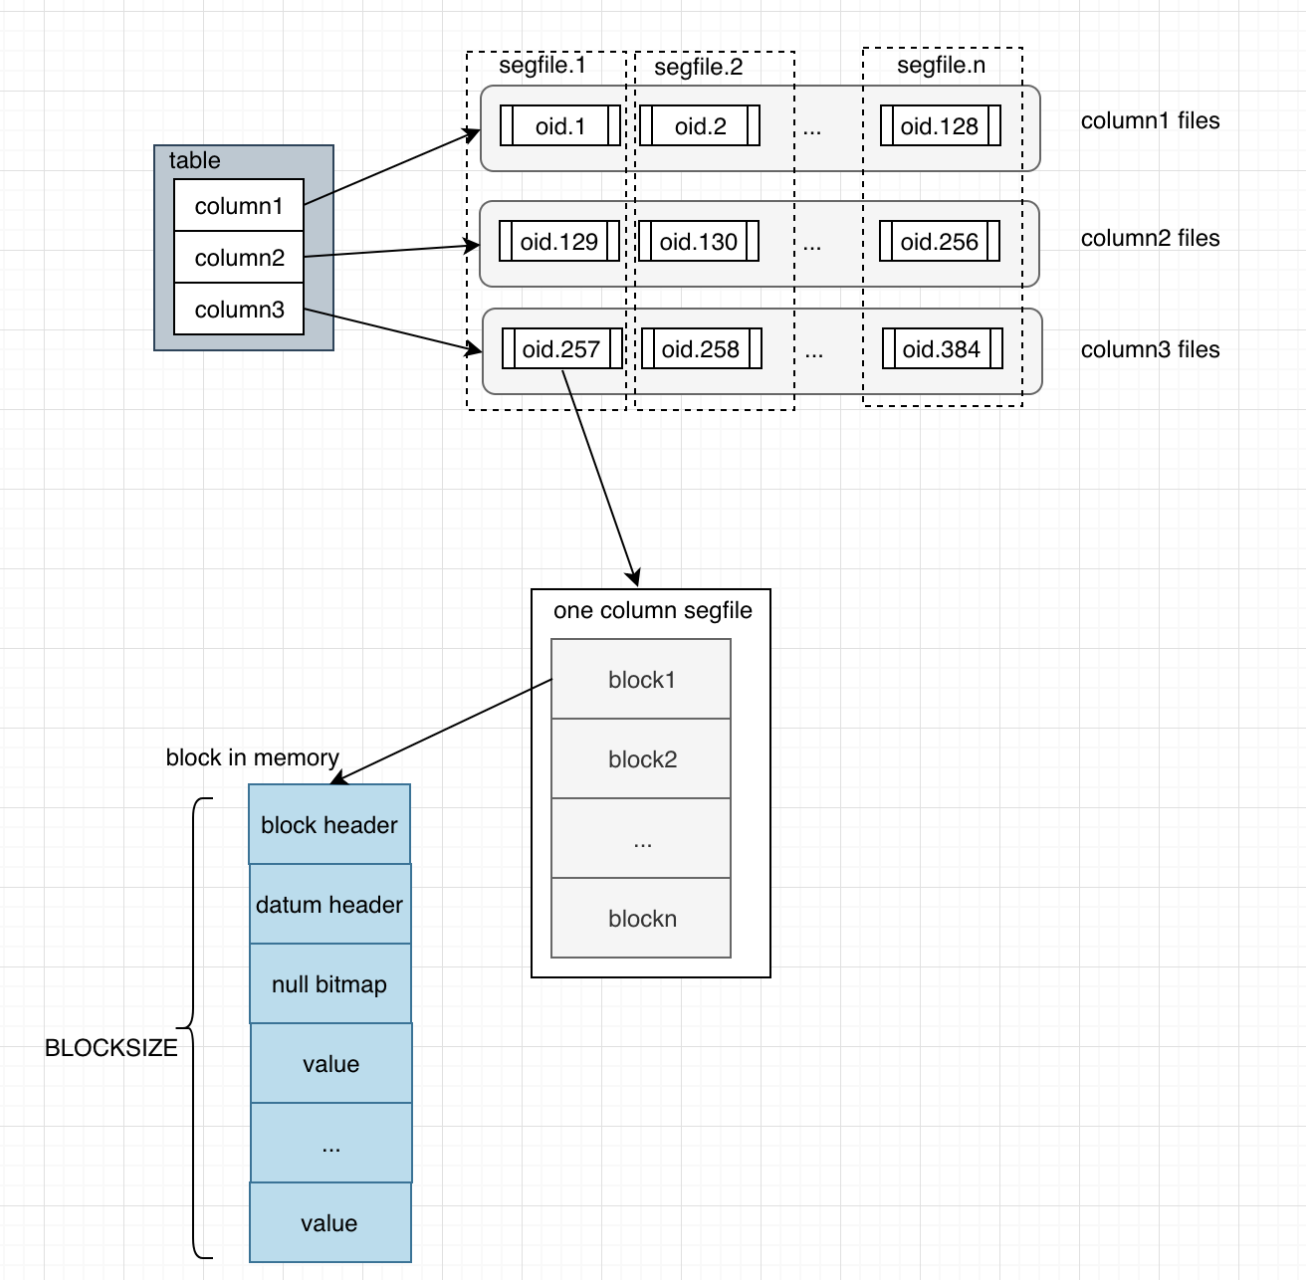 segfile.1
segfile.2
segfile.n
oid.1
oid.2
...
oid.128
column1 files
table
column1
column2
column3
oid.129
oid.130
...
oid.256
column2 files
oid.257
oid.258
...
oid.384
column3 files
one column segfile
block1
block2
...
blockn
block in memory
block header
datum header
null bitmap
value
...
value
BLOCKSIZE